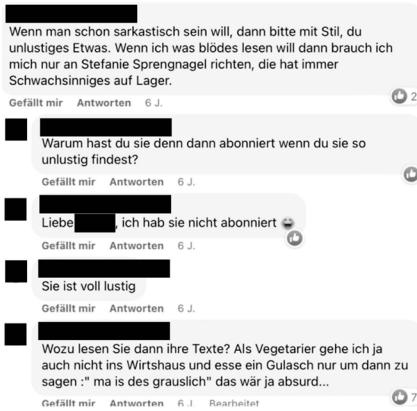 Wenn man schon sarkastisch sein will, dann bitte mit Stil, du
unlustiges Etwas. Wenn ich was blödes lesen will dann brauch ich
mich nur an Stefanie Sprengnagel richten, die hat immer
Schwachsinniges auf Lager.
Gefällt mir Antworten 6 J. 2
Warum hast du sie denn dann abonniert wenn du sie so
unlustig findest?
Gefällt mir Antworten 6 J.
Liebe , ich hab sie nicht abonniert 😂
Gefällt mir Antworten 6 J.
Sie ist voll lustig
Gefällt mir Antworten 6 J.
Wozu lesen Sie dann ihre Texte? Als Vegetarier gehe ich ja
auch nicht ins Wirtshaus und esse ein Gulasch nur um dann zu
sagen :" ma is des grauslich" das wär ja absurd...
Gefällt mir Antworten 6 J. Bearbeitet 7